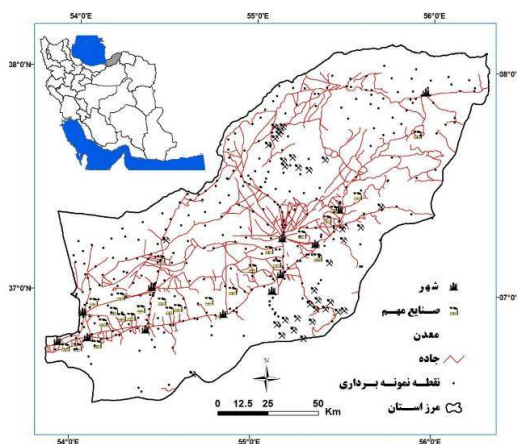 54°0'E 55°0'E 56°0'E
38°0'N 38°0'N
37°0'N 37°0'N
شهر
صنایع مهم
معدن
جاده
نقطه نمونه برداری
مرز استان
N
0 12.5 25 50
Km
54°0'E 55°0'E 56°0'E